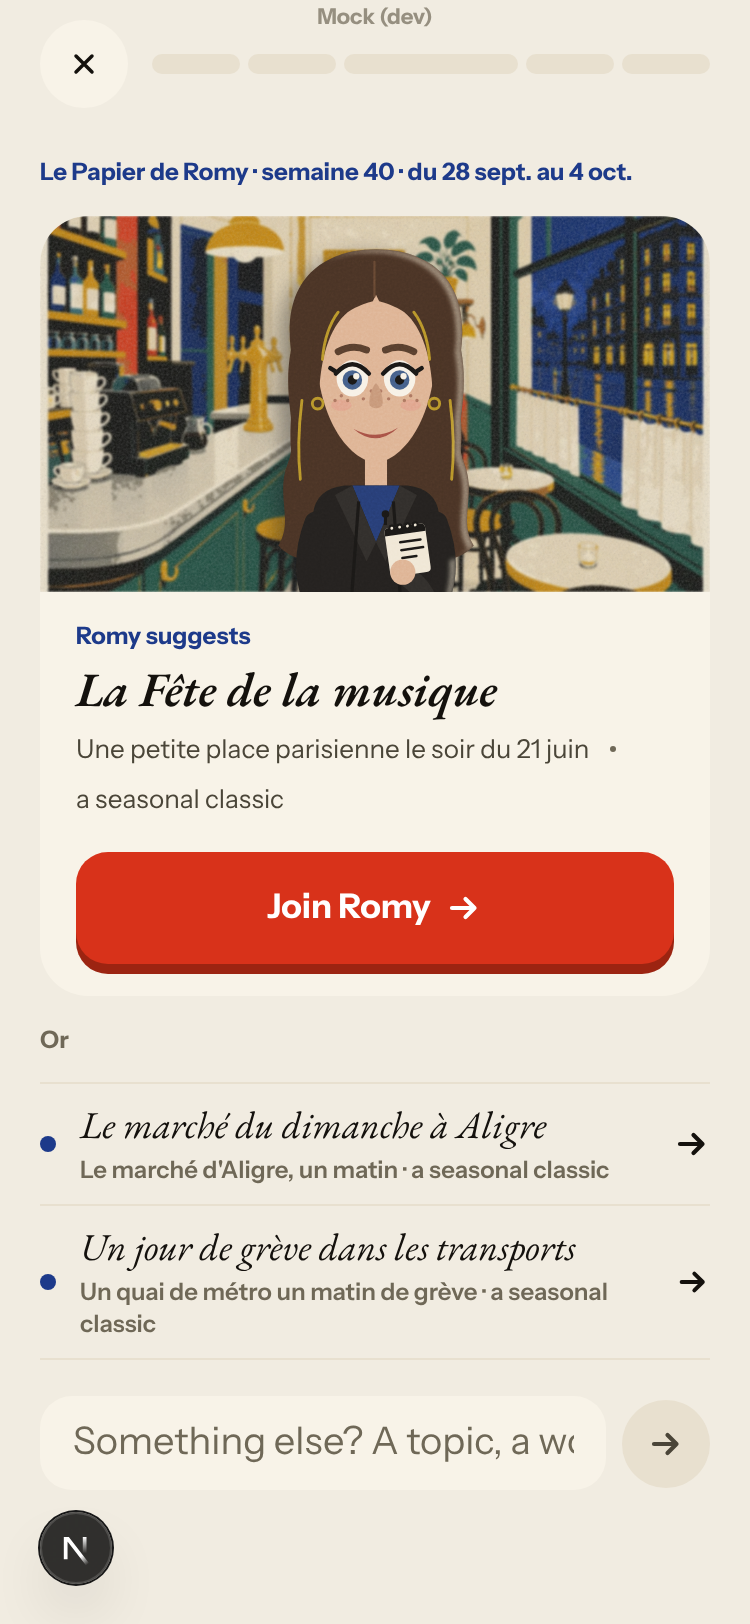 Mock (dev)
Le Papier de Romy · semaine 40 · du 28 sept. au 4 oct.
Romy suggests
La Fête de la musique
Une petite place parisienne le soir du 21 juin •
a seasonal classic
Join Romy →
Or
Le marché du dimanche à Aligre
Le marché d'Aligre, un matin · a seasonal classic
Un jour de grève dans les transports
Un quai de métro un matin de grève · a seasonal
classic
Something else? A topic, a
N